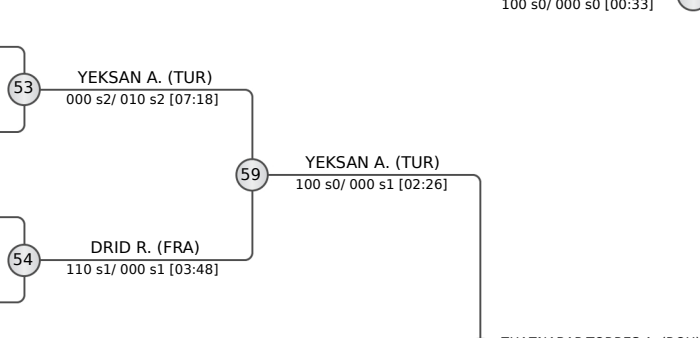 100 s0/ 000 s0 [00:33]
53
YEKSAN A. (TUR)
000 s2/ 010 s2 [07:18]
59
YEKSAN A. (TUR)
100 s0/ 000 s1 [02:26]
54
DRID R. (FRA)
110 s1/ 000 s1 [03:48]